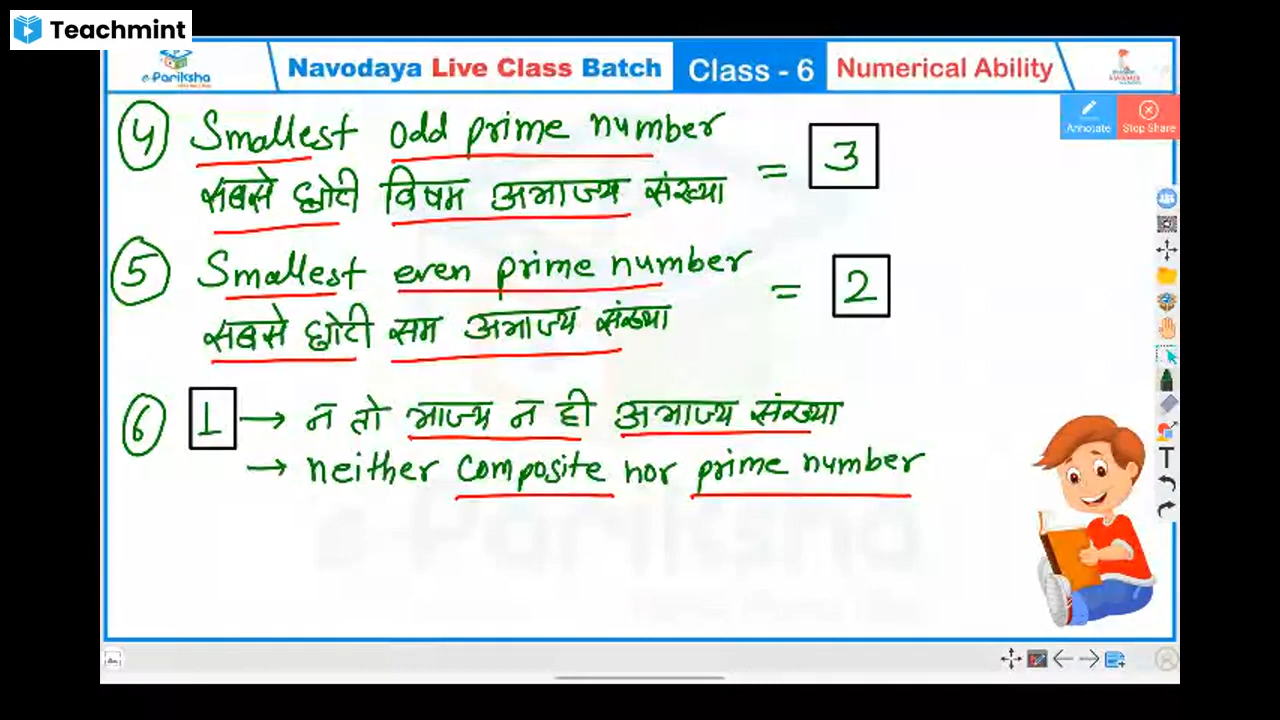 Teachmint
e-Pariksha
Navodaya Live Class Batch
Class - 6
Numerical Ability
Annotate
Stop Share
4 Smallest odd prime number
सबसे छोटी विषम अभाज्य संख्या = 3
5 Smallest even prime number
सबसे छोटी सम अभाज्य संख्या = 2
6 1 → न तो भाज्य न ही अभाज्य संख्या
→ neither composite nor prime number
e-Pariksha